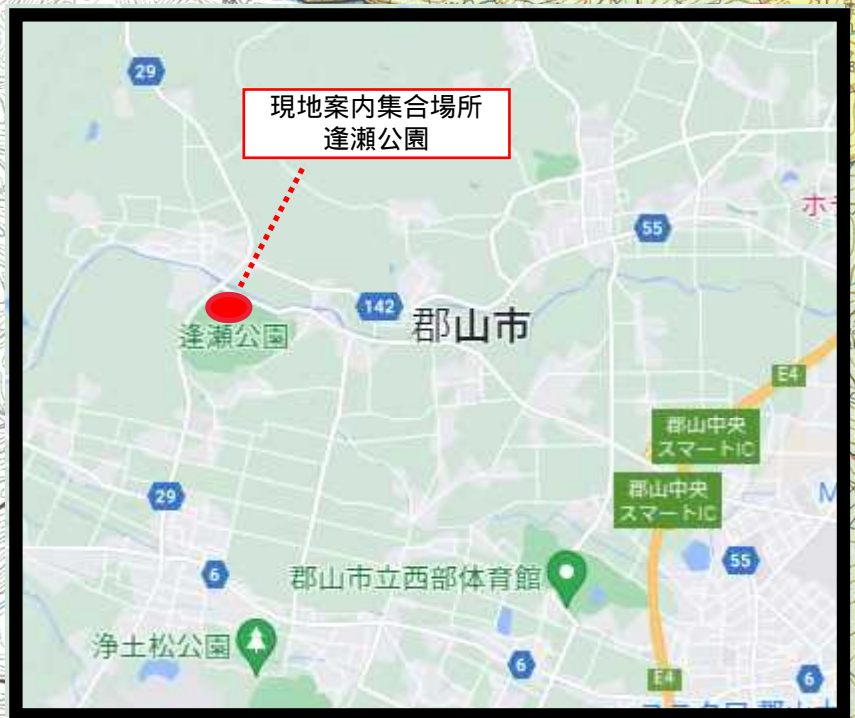 29
現地案内集合場所
逢瀬公園
ホテ
55
142
郡山市
逢瀬公園
E4
郡山中央
スマートIC
郡山中央
スマートIC
29
M
55
6
郡山市立西部体育館
浄土松公園
6
E4
6